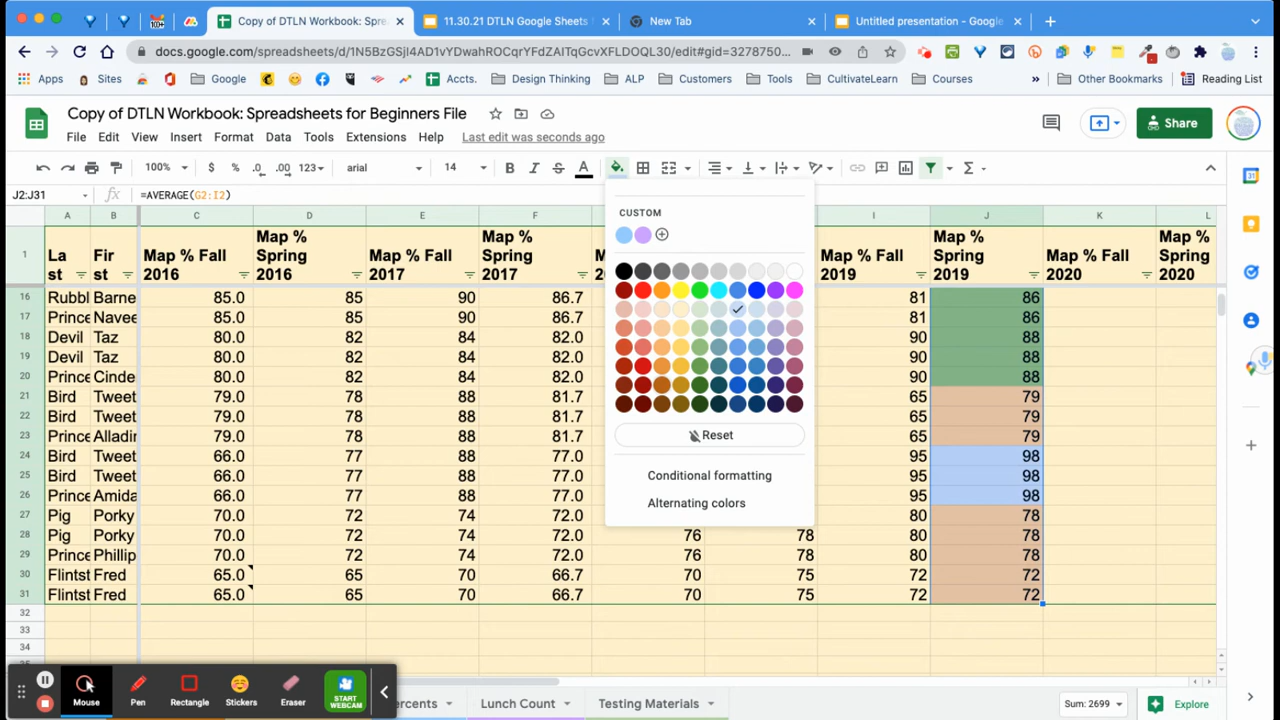 Copy of DTLN Workbook: Spre
11.30.21 DTLN Google Sheets
New Tab
Untitled presentation - Google
docs.google.com/spreadsheets/d/1N5BzGSjI4AD1vYDwahROCqrYFdZAITqGcvXFLDOQL30/edit#gid=3278750...
Apps Sites Google Accts. Design Thinking ALP Customers Tools CultivateLearn Courses » Other Bookmarks Reading List
Copy of DTLN Workbook: Spreadsheets for Beginners File
File Edit View Insert Format Data Tools Extensions Help Last edit was seconds ago
Share
100% $ % .0 .00 123 arial 14 B I S A
J2:J31 fx =AVERAGE(G2:I2)
A B C D E F I J K L
1 La st Fir st Map % Fall 2016 Map % Spring 2016 Map % Fall 2017 Map % Spring 2017 Map % Fall 2019 Map % Spring 2019 Map % Fall 2020 Map % Spring 2020
16 Rubbl Barne 85.0 85 90 86.7 81 86
17 Prince Navee 85.0 85 90 86.7 81 86
18 Devil Taz 80.0 82 84 82.0 90 88
19 Devil Taz 80.0 82 84 82.0 90 88
20 Prince Cinde 80.0 82 84 82.0 90 88
21 Bird Tweet 79.0 78 88 81.7 65 79
22 Bird Tweet 79.0 78 88 81.7 65 79
23 Prince Alladir 79.0 78 88 81.7 65 79
24 Bird Tweet 66.0 77 88 77.0 95 98
25 Bird Tweet 66.0 77 88 77.0 95 98
26 Prince Amida 66.0 77 88 77.0 95 98
27 Pig Porky 70.0 72 74 72.0 76 78 80 78
28 Pig Porky 70.0 72 74 72.0 76 78 80 78
29 Prince Phillip 70.0 72 74 72.0 76 78 80 78
30 Flintst Fred 65.0 65 70 66.7 70 75 72 72
31 Flintst Fred 65.0 65 70 66.7 70 75 72 72
32
33
34
CUSTOM
Reset
Conditional formatting
Alternating colors
Mouse Pen Rectangle Stickers Eraser START WEBCAM
ercents Lunch Count Testing Materials Sum: 2699 Explore